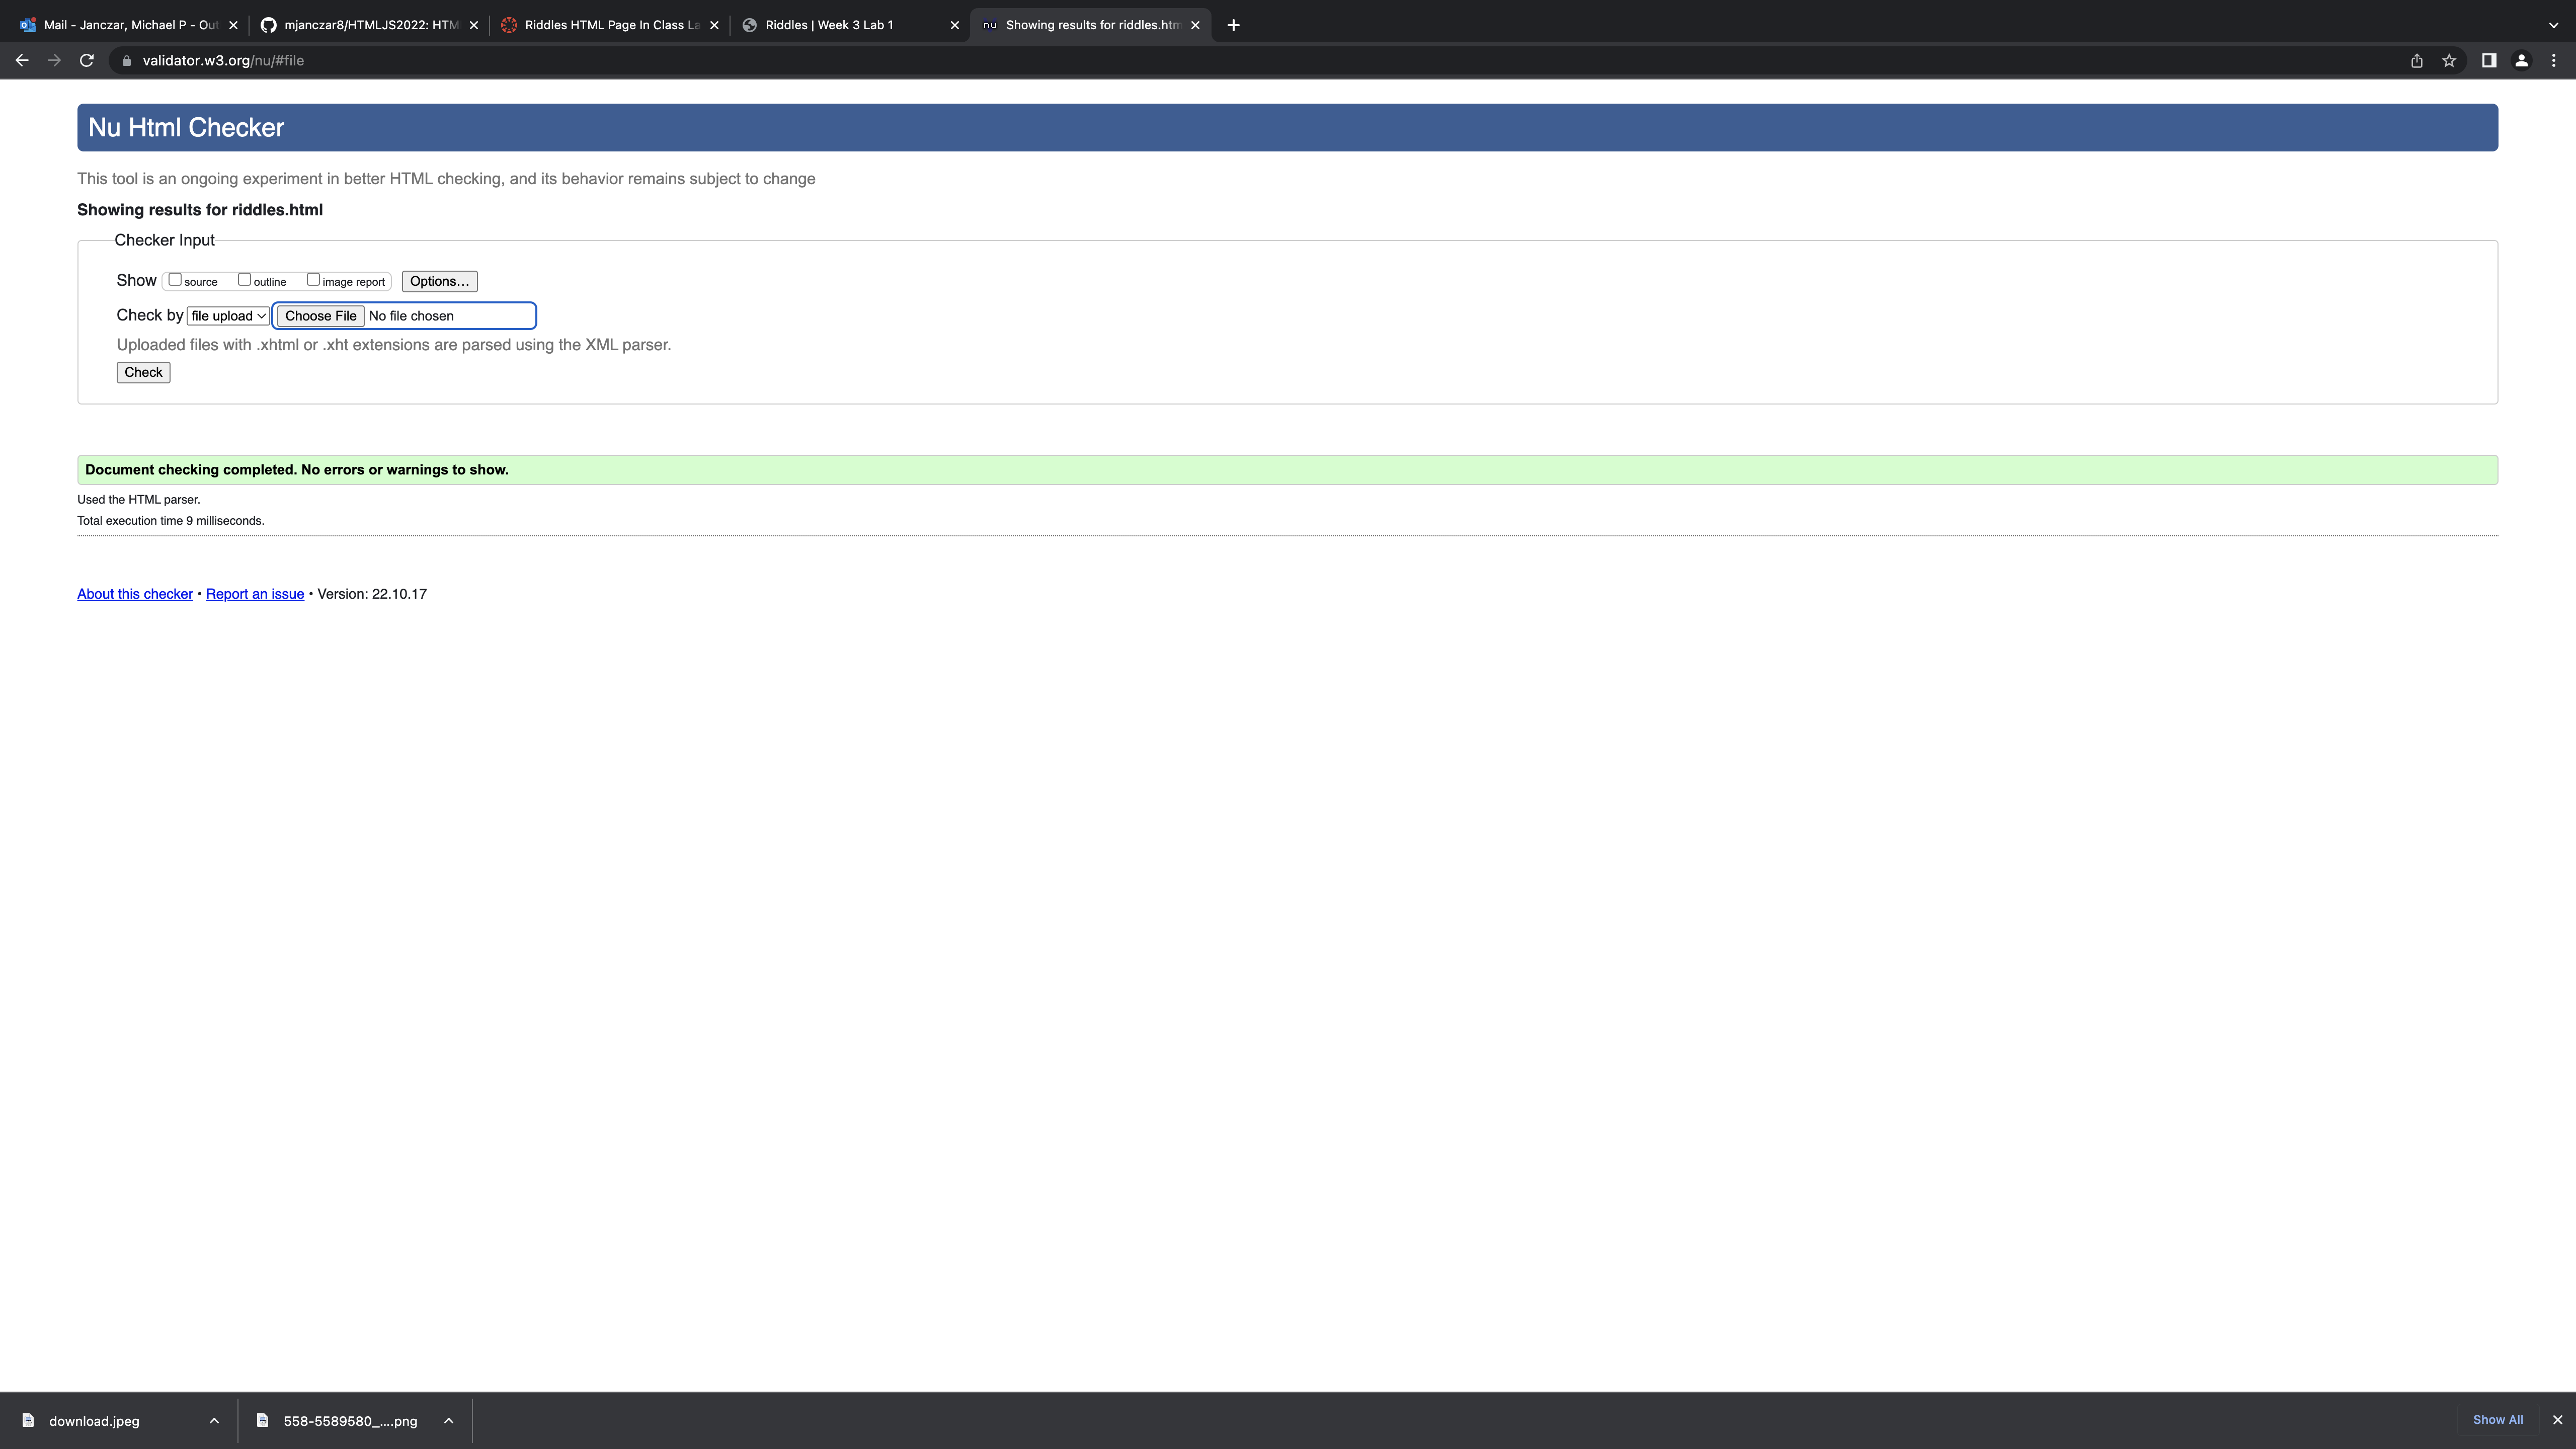 Mail - Janczar, Michael P - Out
mjanczar8/HTMLJS2022: HTM
Riddles HTML Page In Class La
Riddles | Week 3 Lab 1
nu Showing results for riddles.htm
validator.w3.org/nu/#file
Nu Html Checker
This tool is an ongoing experiment in better HTML checking, and its behavior remains subject to change
Showing results for riddles.html
Checker Input
Show source outline image report Options…
Check by file upload Choose File No file chosen
Uploaded files with .xhtml or .xht extensions are parsed using the XML parser.
Check
Document checking completed. No errors or warnings to show.
Used the HTML parser.
Total execution time 9 milliseconds.
About this checker • Report an issue • Version: 22.10.17
download.jpeg
558-5589580_....png
Show All